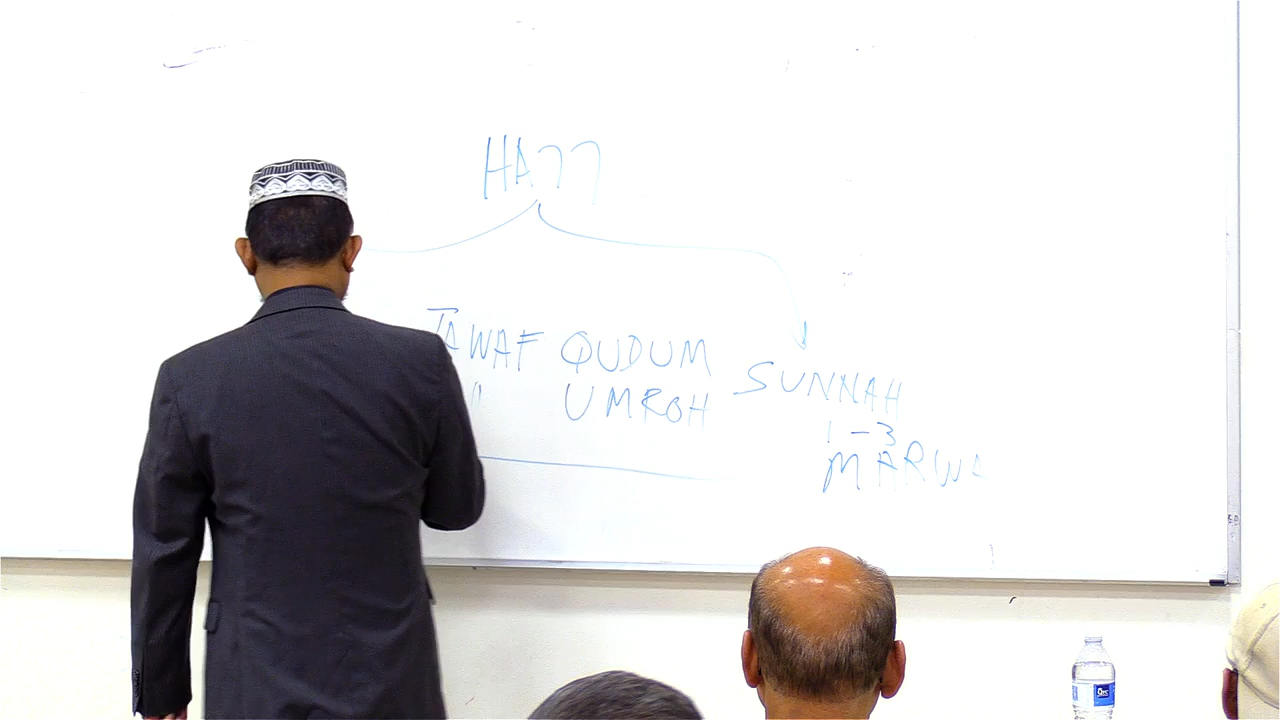 HAJJ
TAWAF QUDUM
" UMROH
SUNNAH
1-3
MARWA